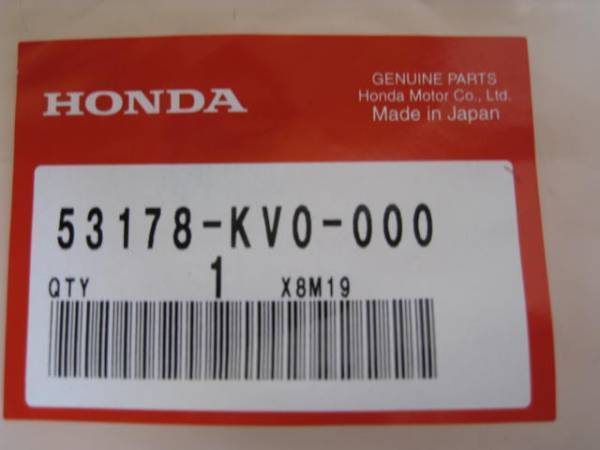 HONDA
GENUINE PARTS
Honda Motor Co., Ltd.
Made in Japan
53178-KV0-000
QTY 1 X8M19